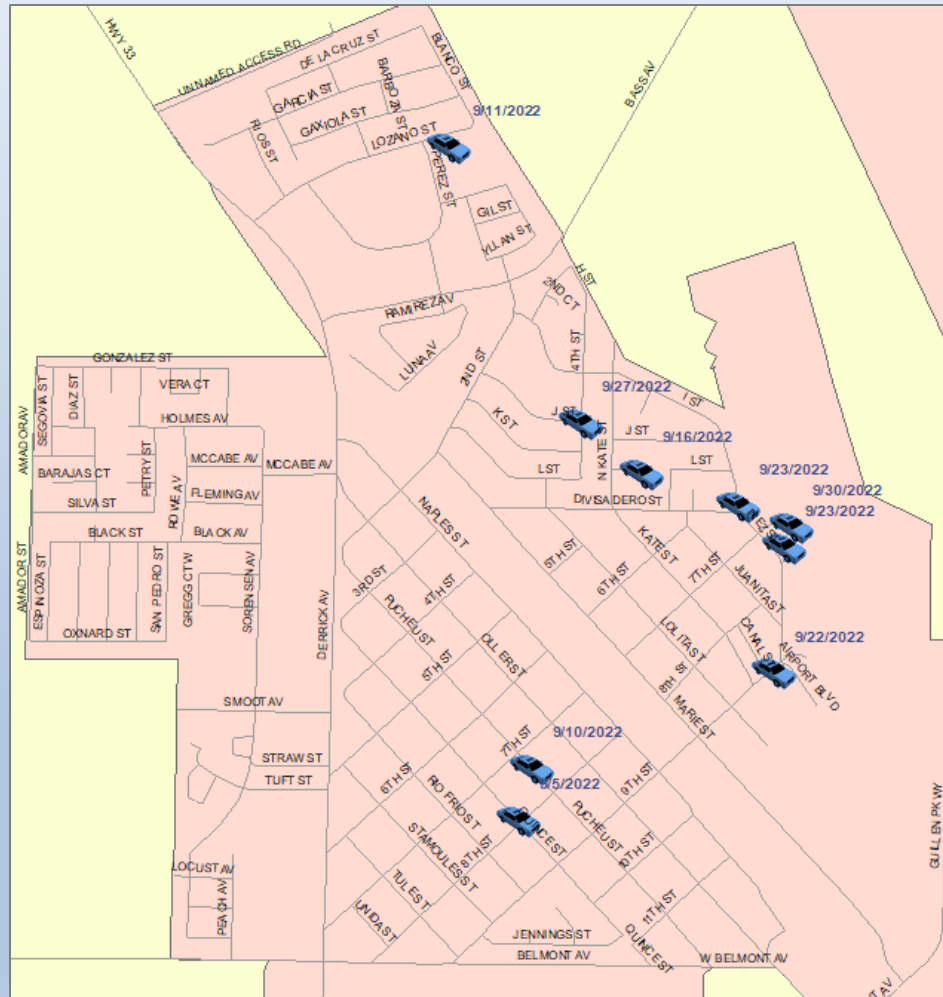 HWY 33
UNNAMED ACCESS RD
DE LA CRUZ ST
BLANCO ST
GARCIA ST
BARBOZA ST
BASS AV
GAXIOLA ST
9/11/2022
RIOS ST
LOZANO ST
PEREZ ST
GIL ST
YLLAN ST
H ST
2ND CT
RAMIREZ AV
LUNA AV
2ND ST
4TH ST
GONZALEZ ST
SEGOVIA ST
DIAZ ST
VERA CT
9/27/2022
I ST
AMADOR AV
HOLMES AV
K ST
J ST
N KATE ST
J ST
9/16/2022
MCCABE AV
MCCABE AV
BARAJAS CT
PETRY ST
L ST
L ST
9/23/2022
ROWE AV
FLEMING AV
SILVA ST
DIVISADERO ST
9/30/2022
9/23/2022
EZ S
BLACK ST
BLACK AV
NAPLES ST
5TH ST
KATE ST
7TH ST
AMADOR ST
ESPINOZA ST
SAN PEDRO ST
GREGG CT W
SORENSEN AV
3RD ST
4TH ST
6TH ST
JUANITA ST
PUCHEU ST
OXNARD ST
DERRICK AV
OLLER ST
5TH ST
LOLITA ST
CANAL S
9/22/2022
AIRPORT BLVD
8TH ST
MARIE ST
SMOOT AV
7TH ST
9/10/2022
STRAW ST
TUFT ST
6TH ST
RIO FRIO ST
9/5/2022
9TH ST
QUINCE ST
PUCHEU ST
10TH ST
STAMOULES ST
8TH ST
GUILLEN PKWY
LOCUST AV
PEACH AV
TULE ST
UNIDA ST
11TH ST
JENNINGS ST
QUINCE ST
BELMONT AV
W BELMONT AV
T AV